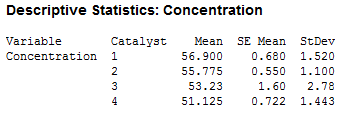 Descriptive Statistics: Concentration
Variable Catalyst Mean SE Mean StDev
Concentration 1 56.900 0.680 1.520
2 55.775 0.550 1.100
3 53.23 1.60 2.78
4 51.125 0.722 1.443